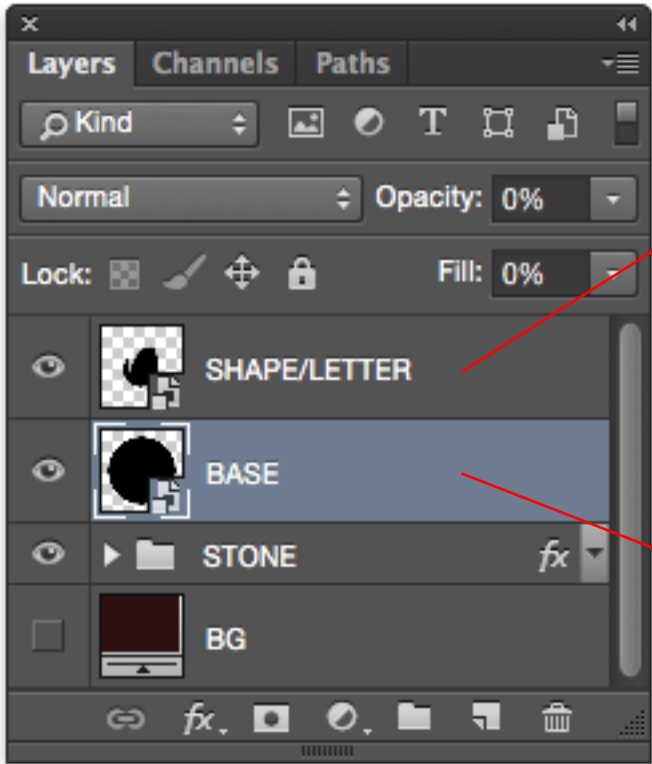 Layers Channels Paths
Kind T
Normal Opacity: 0%
Lock: Fill: 0%
SHAPE/LETTER
BASE
STONE fx
BG
fx.